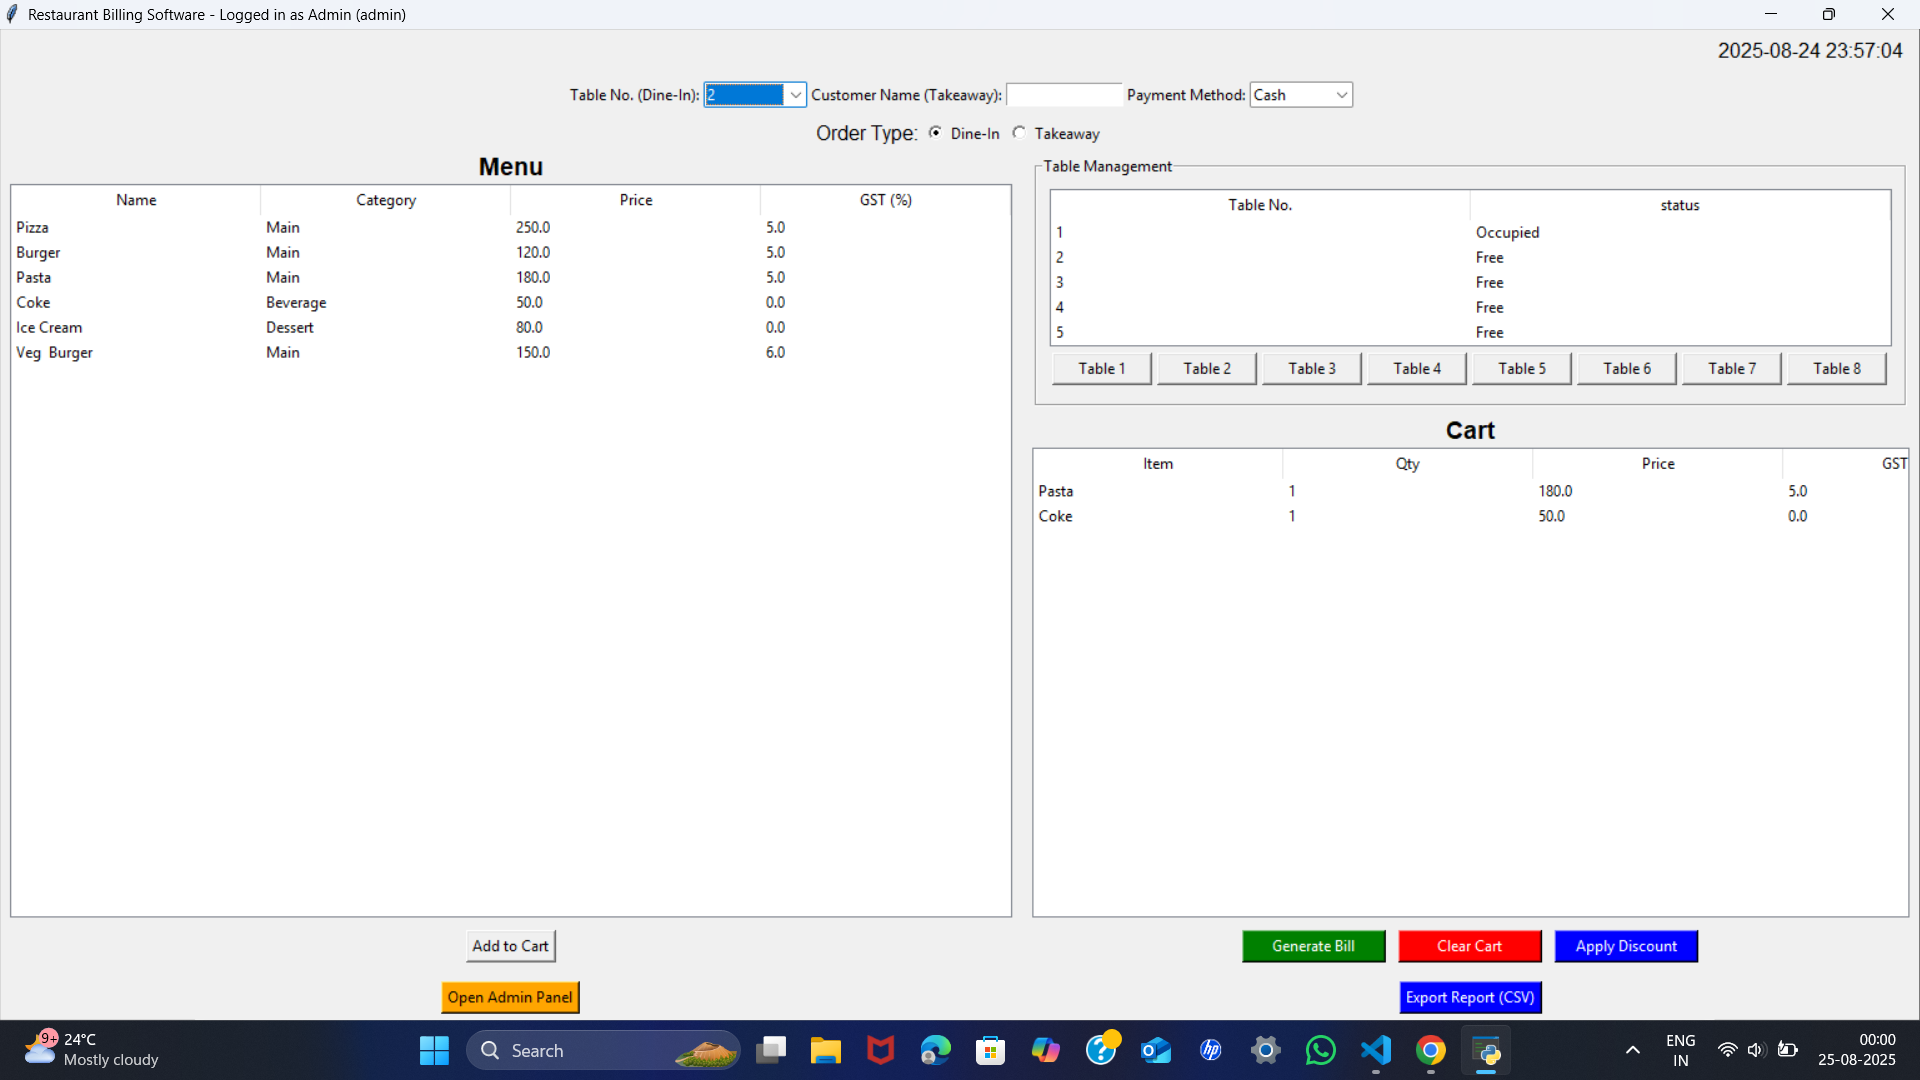 Restaurant Billing Software - Logged in as Admin (admin)
2025-08-24 23:57:04
Table No. (Dine-In): 2 Customer Name (Takeaway): Payment Method: Cash
Order Type: Dine-In Takeaway
Menu
Name Category Price GST (%)
Pizza Main 250.0 5.0
Burger Main 120.0 5.0
Pasta Main 180.0 5.0
Coke Beverage 50.0 0.0
Ice Cream Dessert 80.0 0.0
Veg Burger Main 150.0 6.0
Add to Cart
Open Admin Panel
Table Management
Table No. status
1 Occupied
2 Free
3 Free
4 Free
5 Free
Table 1 Table 2 Table 3 Table 4 Table 5 Table 6 Table 7 Table 8
Cart
Item Qty Price GST
Pasta 1 180.0 5.0
Coke 1 50.0 0.0
Generate Bill Clear Cart Apply Discount
Export Report (CSV)
9+ 24°C
Mostly cloudy
Search
hp
ENG
IN
00:00
25-08-2025